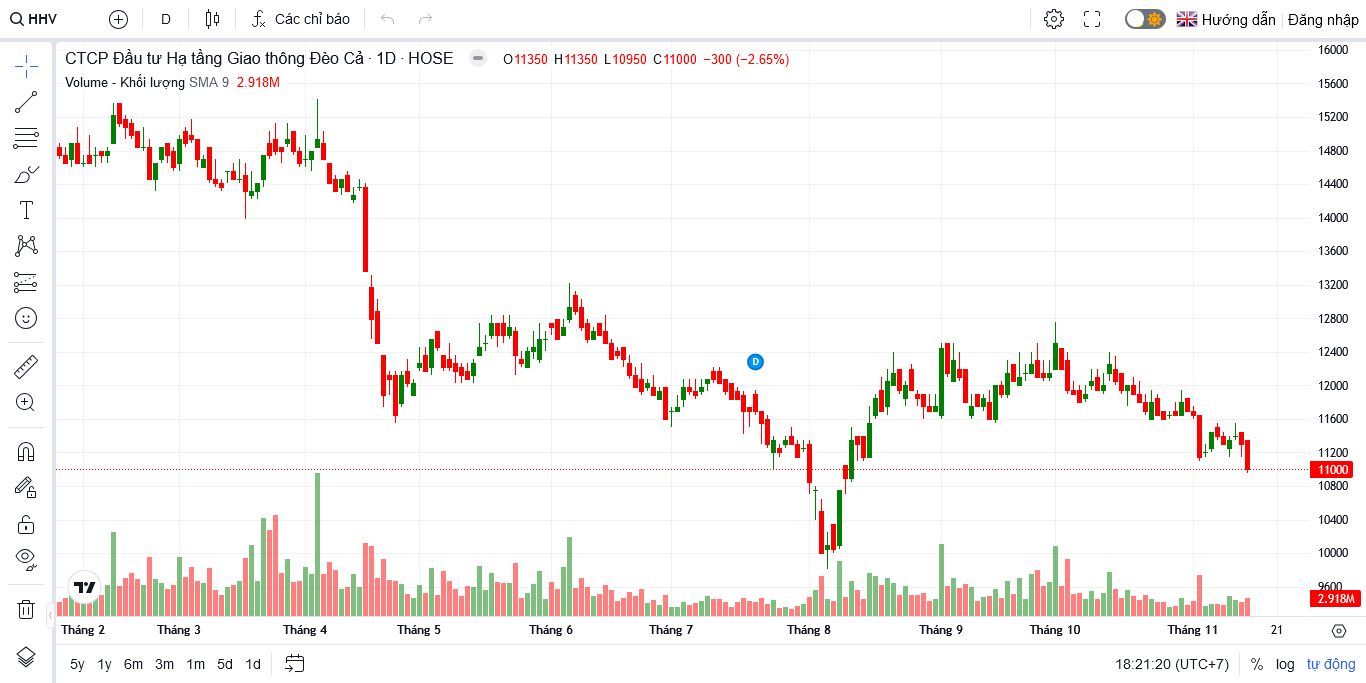 HHV D Các chỉ báo Hướng dẫn Đăng nhập
CTCP Đầu tư Hạ tầng Giao thông Đèo Cả · 1D · HOSE O11350 H11350 L10950 C11000 −300 (−2.65%)
Volume - Khối lượng SMA 9 2.918M
D
16000
15600
15200
14800
14400
14000
13600
13200
12800
12400
12000
11600
11200
11000
10800
10400
10000
9600
2.918M
Tháng 2 Tháng 3 Tháng 4 Tháng 5 Tháng 6 Tháng 7 Tháng 8 Tháng 9 Tháng 10 Tháng 11 21
5y 1y 6m 3m 1m 5d 1d 18:21:20 (UTC+7) % log tự động